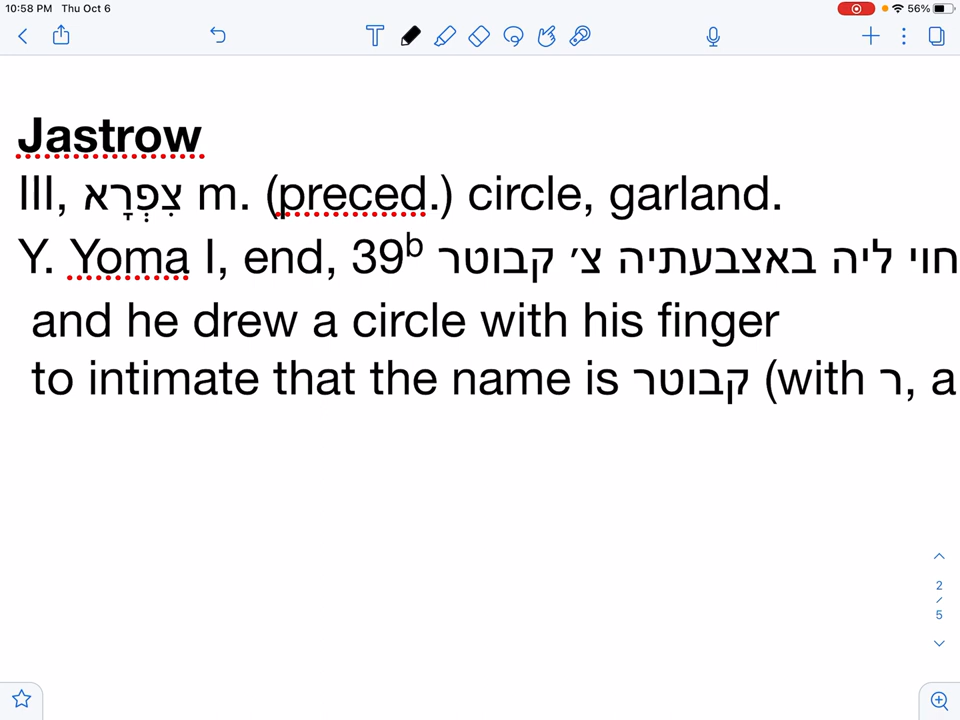 10:58 PM Thu Oct 6
56%
Jastrow
III, צִפְּרָא m. (preced.) circle, garland.
Y. Yoma I, end, 39ᵇ חוי ליה באצבעתיה צ׳ קבוטר
and he drew a circle with his finger
to intimate that the name is קבוטר (with ר, a
2
/
5